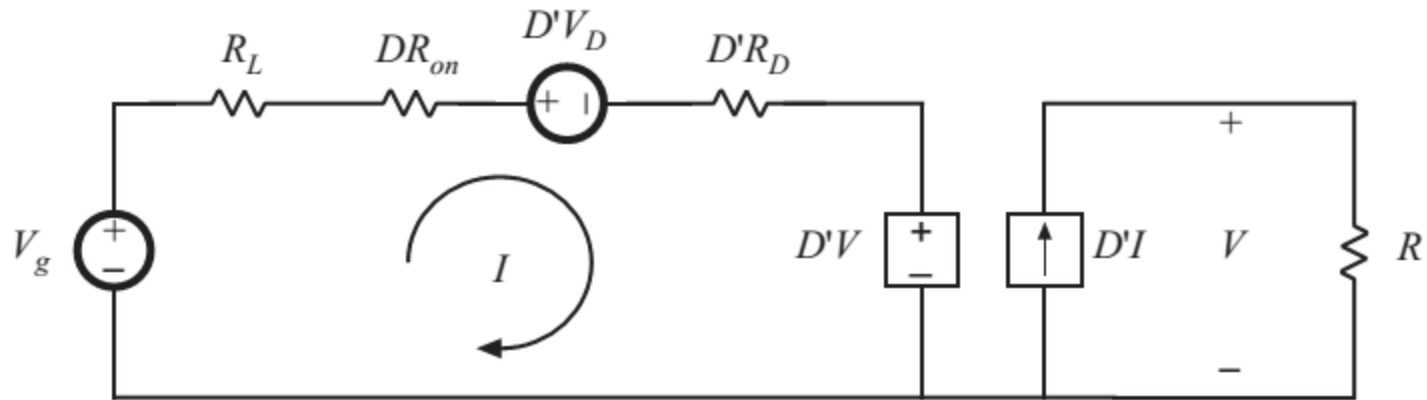 R_L
DR_on
D'V_D
D'R_D
+ −
V_g
+
−
I
D'V
+
−
D'I
+
V
−
R